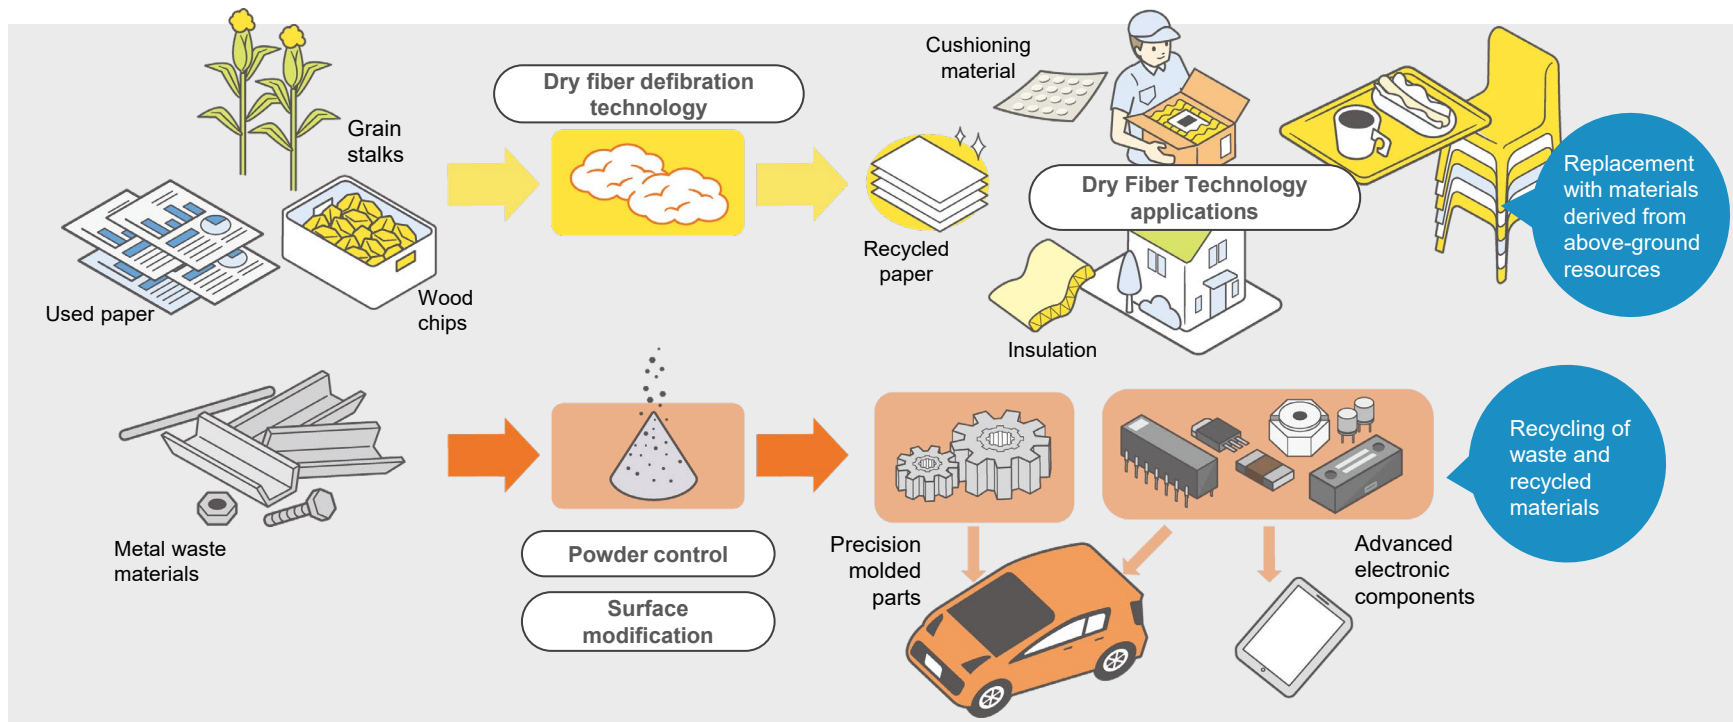 Cushioning
material
Dry fiber defibration
technology
Grain
stalks
Used paper
Wood
chips
Recycled
paper
Dry Fiber Technology
applications
Insulation
Replacement
with materials
derived from
above-ground
resources
Metal waste
materials
Powder control
Surface
modification
Precision
molded
parts
Advanced
electronic
components
Recycling of
waste and
recycled
materials